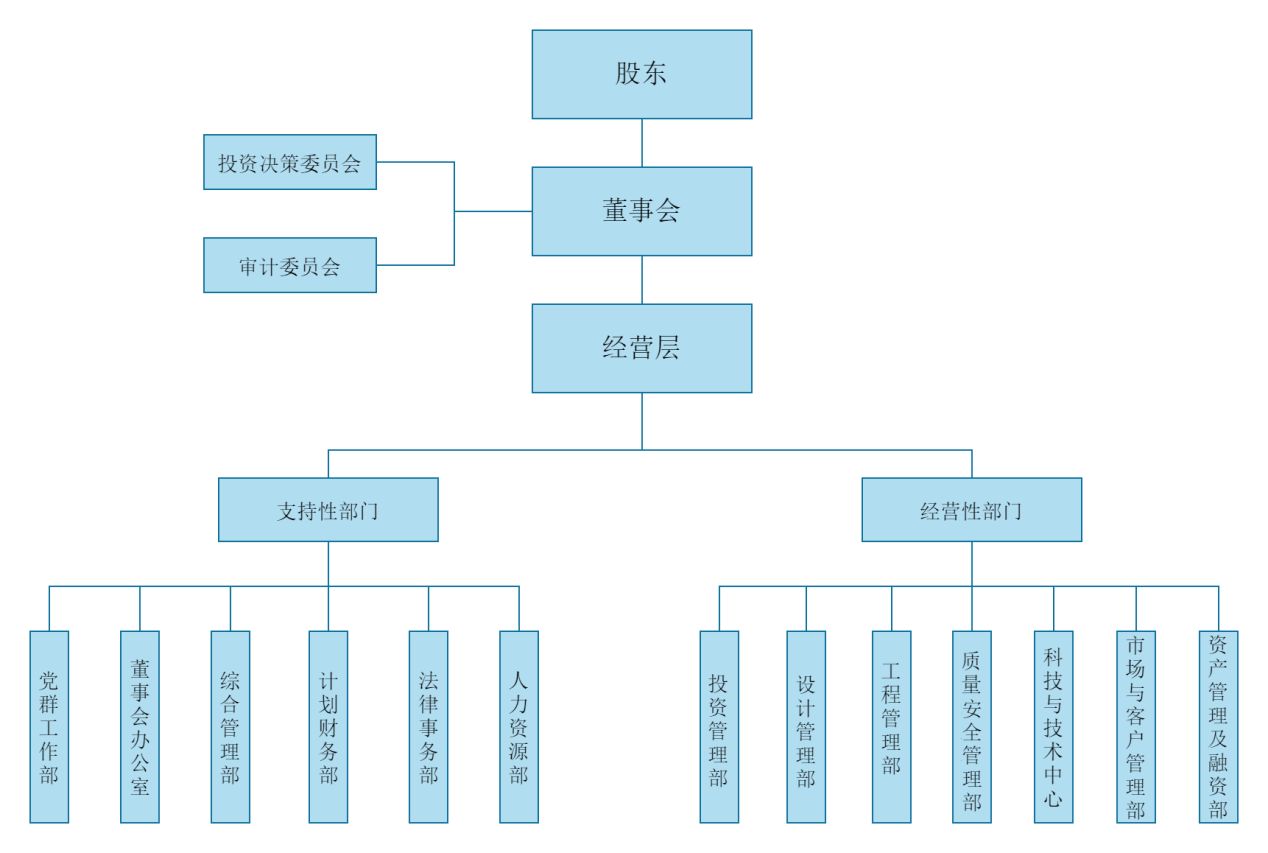 股东
投资决策委员会
董事会
审计委员会
经营层
支持性部门
经营性部门
党群工作部
董事会办公室
综合管理部
计划财务部
法律事务部
人力资源部
投资管理部
设计管理部
工程管理部
质量安全管理部
科技与技术中心
市场与客户管理部
资产管理及融资部